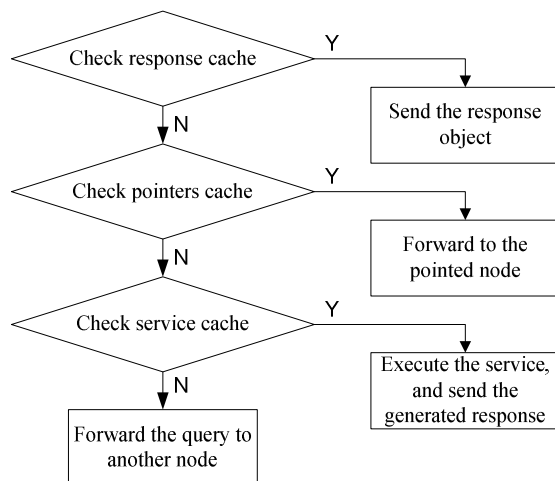 Check response cache
Y
Send the response
object
N
Check pointers cache
Y
Forward to the
pointed node
N
Check service cache
Y
Execute the service,
and send the
generated response
N
Forward the query to
another node